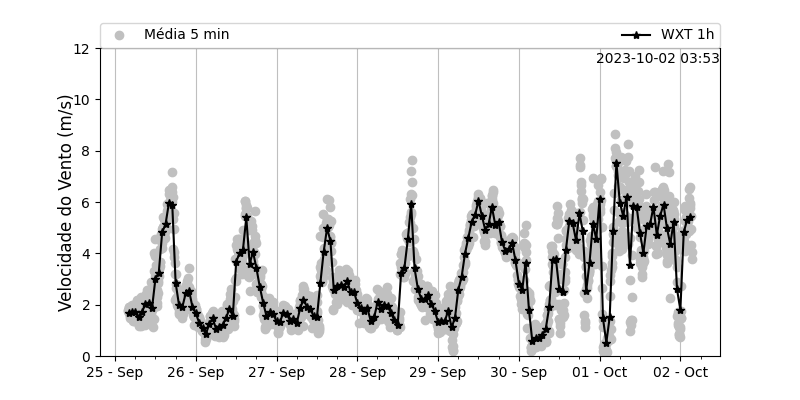 Média 5 min
WXT 1h
2023-10-02 03:53
Velocidade do Vento (m/s)
12
10
8
6
4
2
0
25 - Sep
26 - Sep
27 - Sep
28 - Sep
29 - Sep
30 - Sep
01 - Oct
02 - Oct